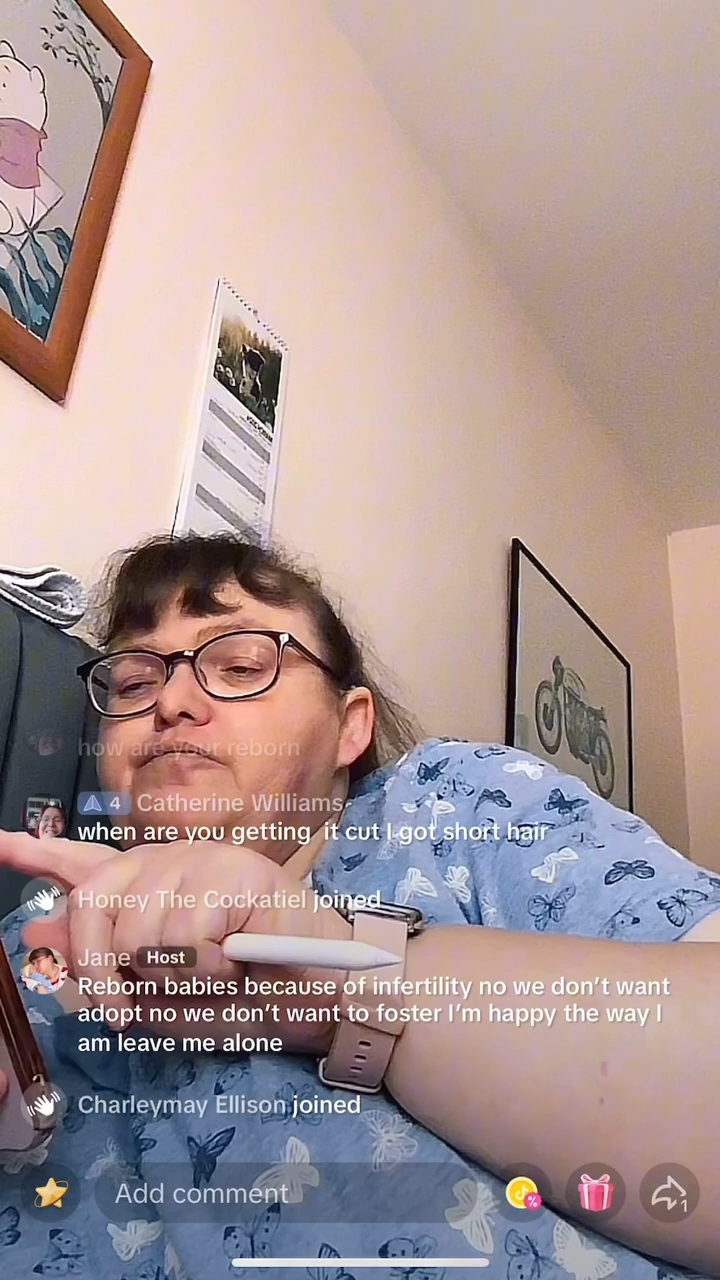 how are your reborn
4 Catherine Williams
when are you getting it cut I got short hair
Honey The Cockatiel joined
Jane Host
Reborn babies because of infertility no we don't want
adopt no we don't want to foster I'm happy the way I
am leave me alone
Charleymay Ellison joined
Add comment
1